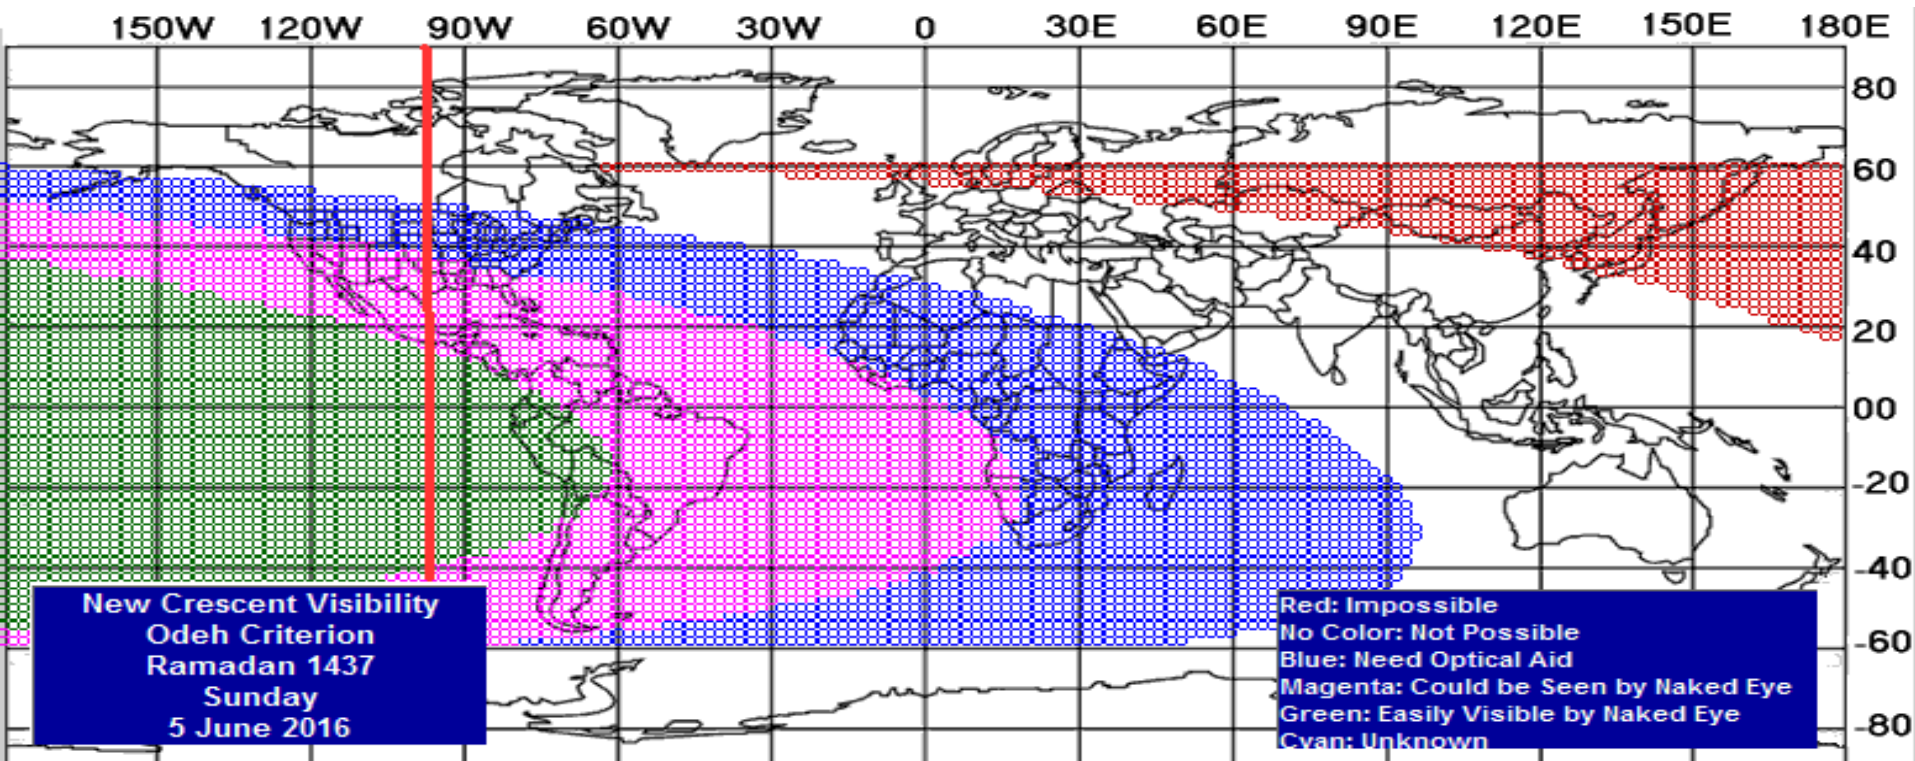 150W 120W 90W 60W 30W 0 30E 60E 90E 120E 150E 180E
80
60
40
20
00
-20
-40
-60
-80
New Crescent Visibility
Odeh Criterion
Ramadan 1437
Sunday
5 June 2016
Red: Impossible
No Color: Not Possible
Blue: Need Optical Aid
Magenta: Could be Seen by Naked Eye
Green: Easily Visible by Naked Eye
Cyan: Unknown